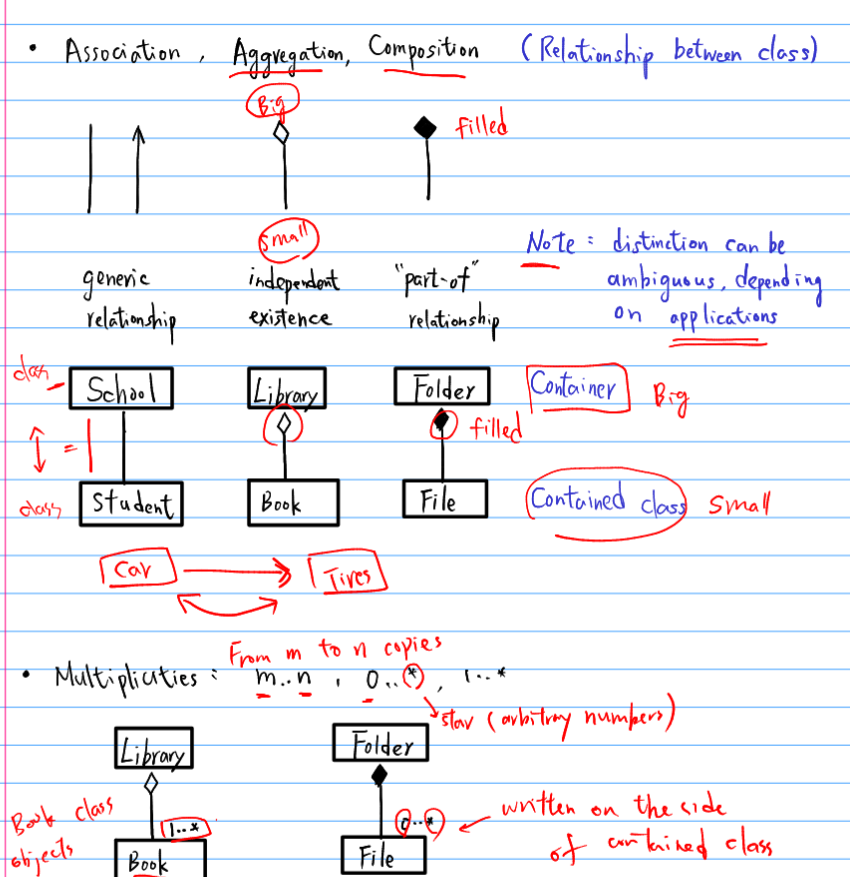 • Association, Aggregation, Composition (Relationship between class)
Big
filled
small
Note: distinction can be
ambiguous, depending
on applications
generic independent "part-of"
relationship existence relationship
class School Library Folder Container Big
filled
class Student Book File Contained class Small
Car Tires
From m to n copies
• Multiplicities: m..n, 0..*, 1..*
star (arbitray numbers)
Library Folder
Book class 1..* 0..* written on the side
objects Book File of contained class